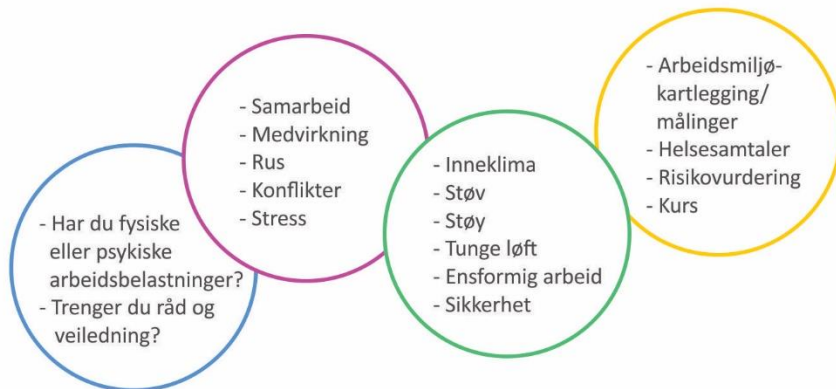 - Har du fysiske
eller psykiske
arbeidsbelastninger?
- Trenger du råd og
veiledning?
- Samarbeid
- Medvirkning
- Rus
- Konflikter
- Stress
- Inneklima
- Støv
- Støy
- Tunge løft
- Ensformig arbeid
- Sikkerhet
- Arbeidsmiljø-
kartlegging/
målinger
- Helsesamtaler
- Risikovurdering
- Kurs